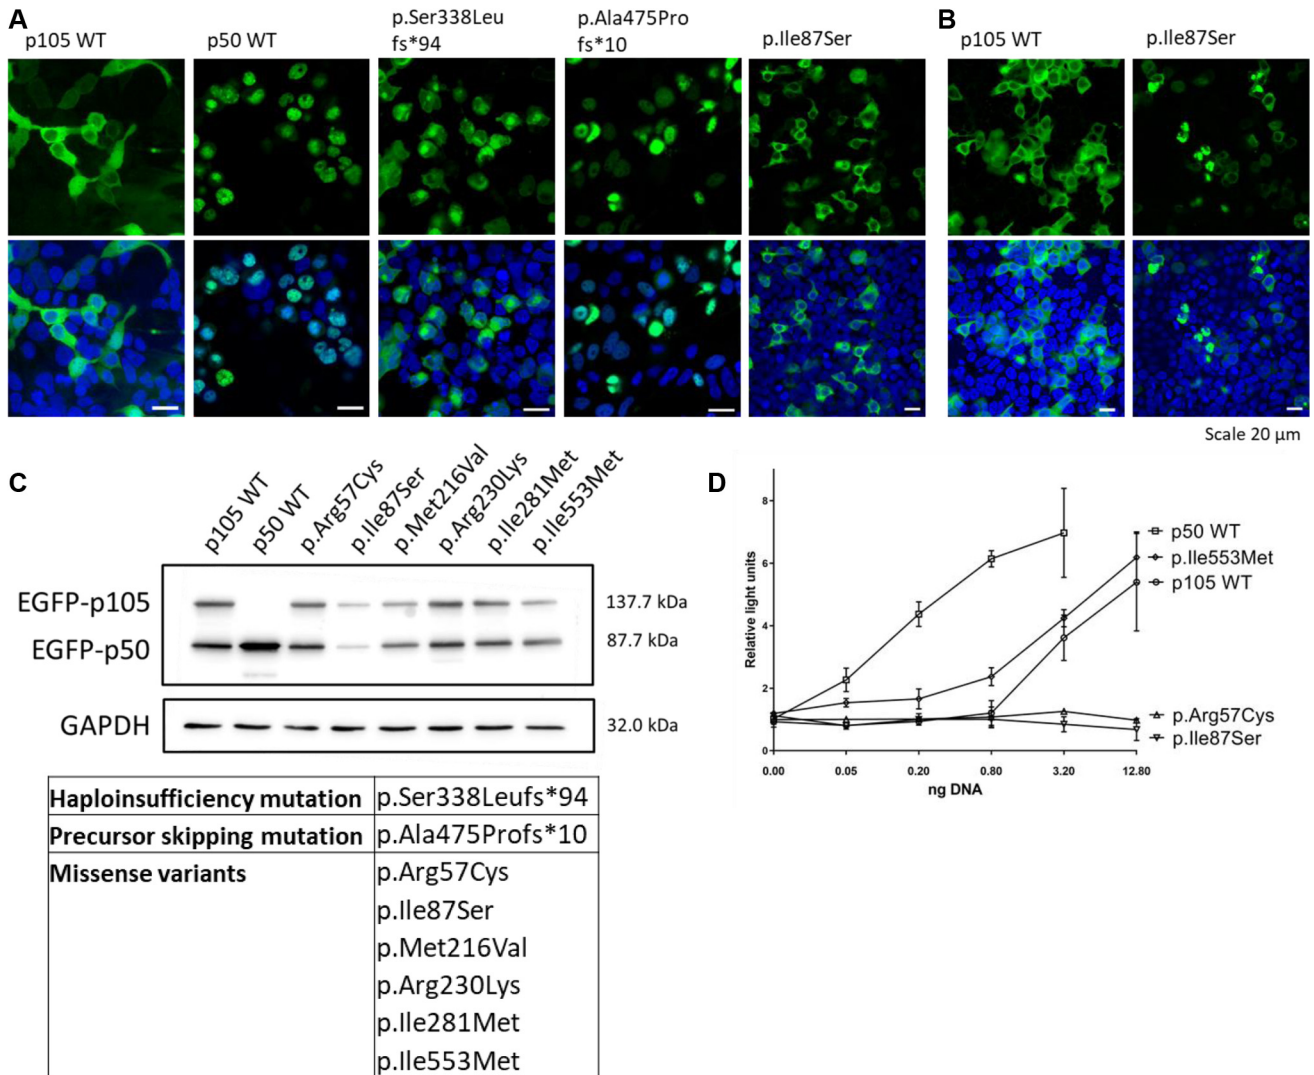 A
p105 WT
p50 WT
p.Ser338Leu
fs*94
p.Ala475Pro
fs*10
p.Ile87Ser
B
p105 WT
p.Ile87Ser
Scale 20 µm
C
p105 WT
p50 WT
p.Arg57Cys
p.Ile87Ser
p.Met216Val
p.Arg230Lys
p.Ile281Met
p.Ile553Met
EGFP-p105
137.7 kDa
EGFP-p50
87.7 kDa
GAPDH
32.0 kDa
Haploinsufficiency mutation p.Ser338Leufs*94
Precursor skipping mutation p.Ala475Profs*10
Missense variants p.Arg57Cys
p.Ile87Ser
p.Met216Val
p.Arg230Lys
p.Ile281Met
p.Ile553Met
D
Relative light units
8
6
4
2
0
0.00 0.05 0.20 0.80 3.20 12.80
ng DNA
p50 WT
p.Ile553Met
p105 WT
p.Arg57Cys
p.Ile87Ser